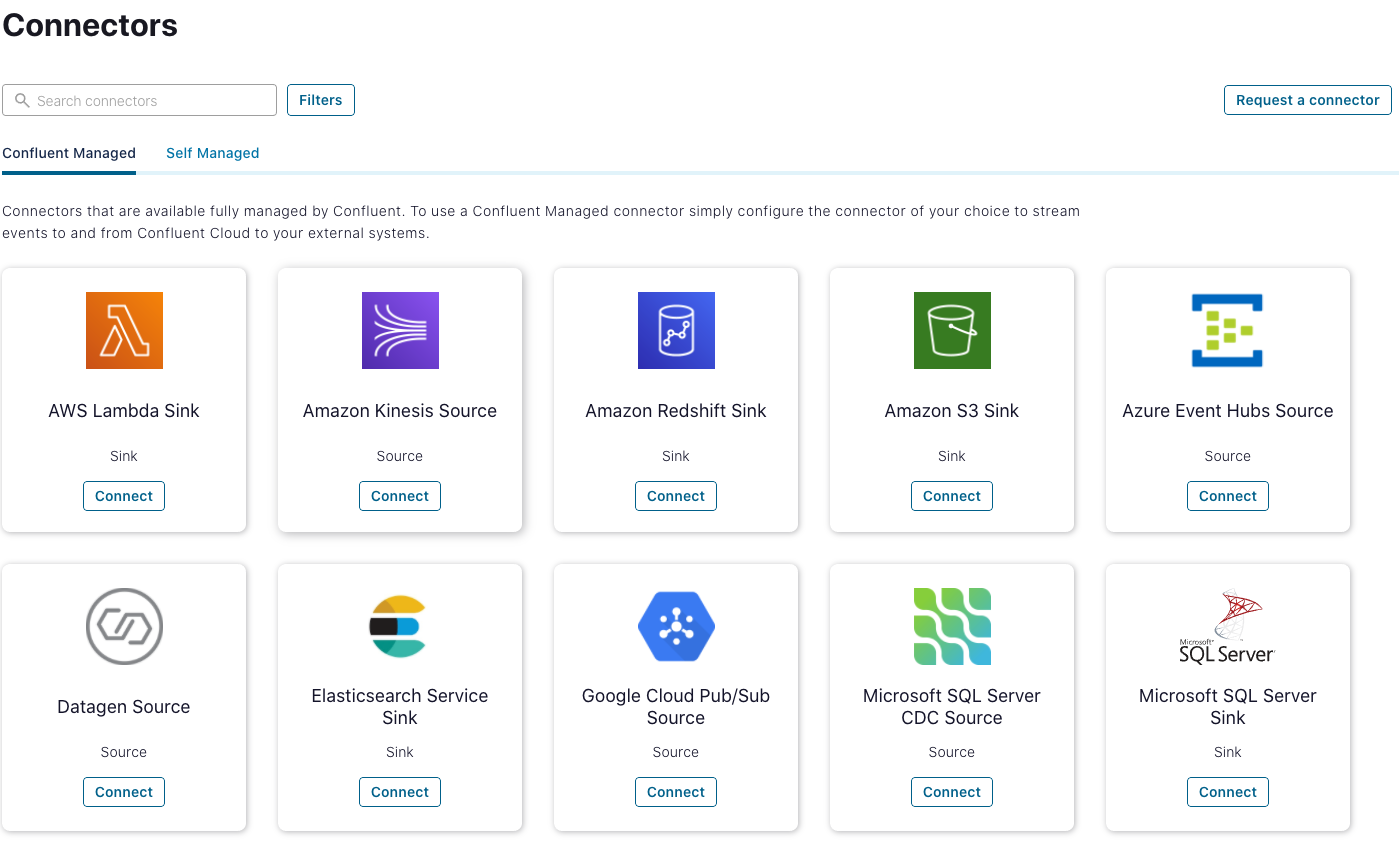 Connectors
Search connectors
Filters
Request a connector
Confluent Managed
Self Managed
Connectors that are available fully managed by Confluent. To use a Confluent Managed connector simply configure the connector of your choice to stream
events to and from Confluent Cloud to your external systems.
AWS Lambda Sink
Sink
Connect
Amazon Kinesis Source
Source
Connect
Amazon Redshift Sink
Sink
Connect
Amazon S3 Sink
Sink
Connect
Azure Event Hubs Source
Source
Connect
Datagen Source
Source
Connect
Elasticsearch Service
Sink
Sink
Connect
Google Cloud Pub/Sub
Source
Source
Connect
Microsoft SQL Server
CDC Source
Source
Connect
Microsoft
SQL Server
Microsoft SQL Server
Sink
Sink
Connect